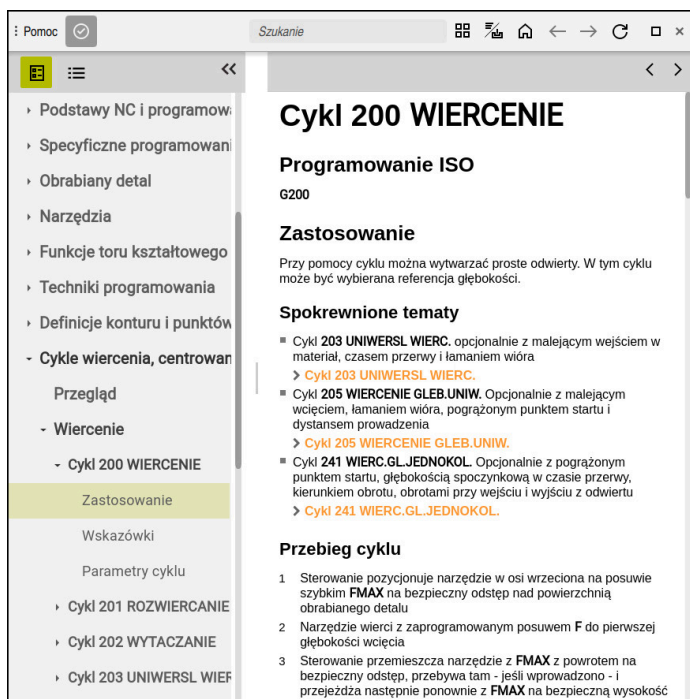 Pomoc
Szukanie
Podstawy NC i programow
Specyficzne programowani
Obrabiany detal
Narzędzia
Funkcje toru kształtowego
Techniki programowania
Definicje konturu i punktów
Cykle wiercenia, centrowan
Przegląd
Wiercenie
Cykl 200 WIERCENIE
Zastosowanie
Wskazówki
Parametry cyklu
Cykl 201 ROZWIERCANIE
Cykl 202 WYTACZANIE
Cykl 203 UNIWERSL WIER
Cykl 200 WIERCENIE
Programowanie ISO
G200
Zastosowanie
Przy pomocy cyklu można wytwarzać proste odwierty. W tym cyklu
może być wybierana referencja głębokości.
Spokrewnione tematy
Cykl 203 UNIWERSL WIERC. opcjonalnie z malejącym wejściem w
materiał, czasem przerwy i łamaniem wióra
Cykl 203 UNIWERSL WIERC.
Cykl 205 WIERCENIE GLEB.UNIW. Opcjonalnie z malejącym
wcięciem, łamaniem wióra, pogrążonym punktem startu i
dystansem prowadzenia
Cykl 205 WIERCENIE GLEB.UNIW.
Cykl 241 WIERC.GL.JEDNOKOL. Opcjonalnie z pogrążonym
punktem startu, głębokością spoczynkową w czasie przerwy,
kierunkiem obrotu, obrotami przy wejściu i wyjściu z odwiertu
Cykl 241 WIERC.GL.JEDNOKOL.
Przebieg cyklu
1 Sterowanie pozycjonuje narzędzie w osi wrzeciona na posuwie
szybkim FMAX na bezpieczny odstęp nad powierzchnią
obrabianego detalu
2 Narzędzie wierci z zaprogramowanym posuwem F do pierwszej
głębokości wcięcia
3 Sterowanie przemieszcza narzędzie z FMAX z powrotem na
bezpieczny odstęp, przebywa tam - jeśli wprowadzono - i
przejeżdża następnie ponownie z FMAX na bezpieczną wysokość